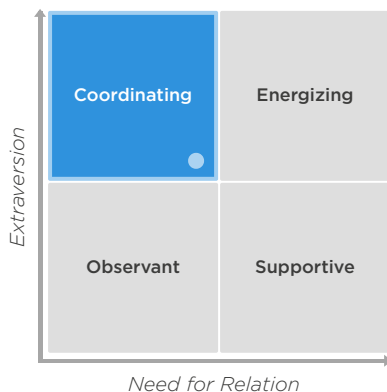 Coordinating
Energizing
Observant
Supportive
Extraversion
Need for Relation